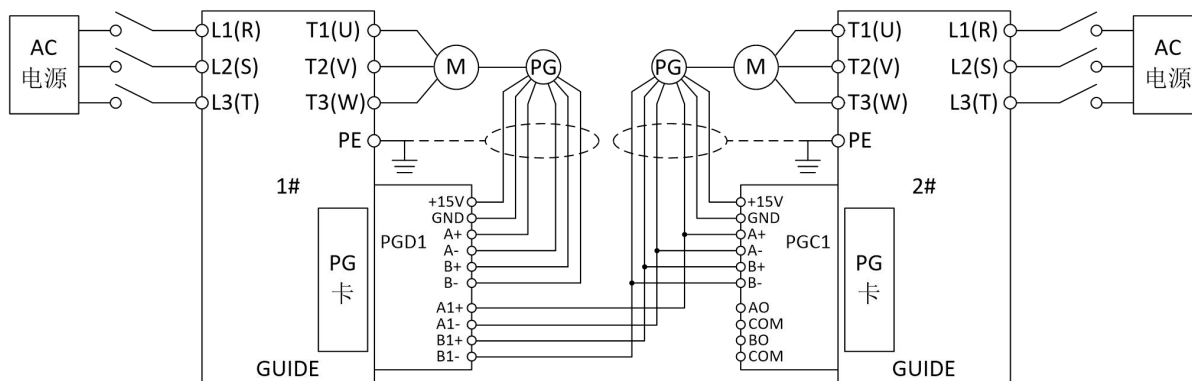 AC
电源
L1(R)
L2(S)
L3(T)
T1(U)
T2(V)
T3(W)
PE
M
PG
1#
PG
卡
GUIDE
PGD1
+15V
GND
A+
A-
B+
B-
A1+
A1-
B1+
B1-
PG
M
T1(U)
T2(V)
T3(W)
PE
L1(R)
L2(S)
L3(T)
AC
电源
PGC1
+15V
GND
A+
A-
B+
B-
AO
COM
BO
COM
2#
PG
卡
GUIDE